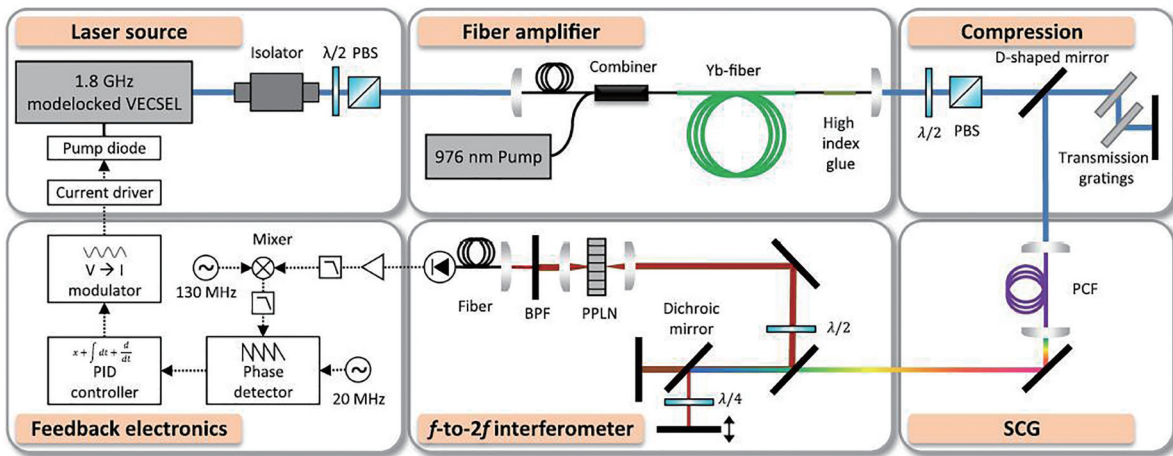 Laser source
Isolator
λ/2 PBS
1.8 GHz
modelocked VECSEL
Pump diode
Current driver
Fiber amplifier
Combiner
Yb-fiber
976 nm Pump
High
index
glue
Compression
D-shaped mirror
λ/2
PBS
Transmission
gratings
V → I
modulator
Mixer
130 MHz
x + ∫ dt + d/dt
PID
controller
Phase
detector
20 MHz
Feedback electronics
Fiber
BPF
PPLN
Dichroic
mirror
λ/2
λ/4
f-to-2f interferometer
PCF
SCG